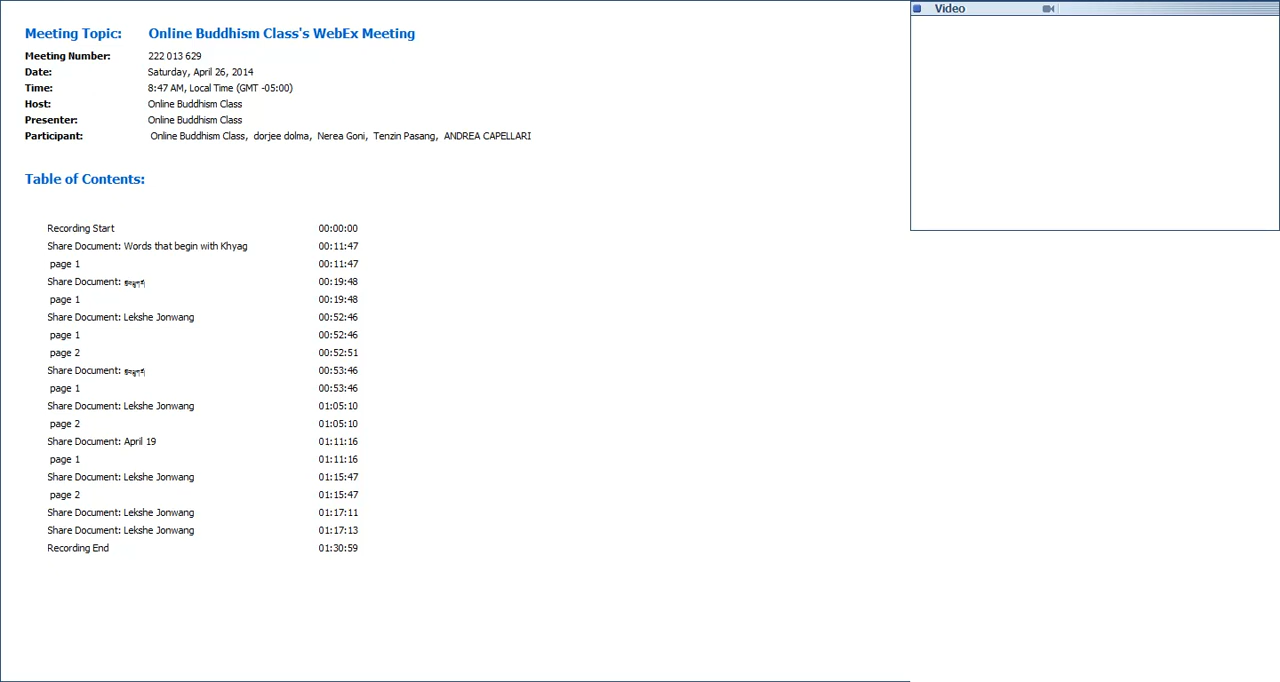 Video
Meeting Topic: Online Buddhism Class's WebEx Meeting
Meeting Number: 222 013 629
Date: Saturday, April 26, 2014
Time: 8:47 AM, Local Time (GMT -05:00)
Host: Online Buddhism Class
Presenter: Online Buddhism Class
Participant: Online Buddhism Class, dorjee dolma, Nerea Goni, Tenzin Pasang, ANDREA CAPELLARI
Table of Contents:
Recording Start 00:00:00
Share Document: Words that begin with Khyag 00:11:47
page 1 00:11:47
Share Document: 00:19:48
page 1 00:19:48
Share Document: Lekshe Jonwang 00:52:46
page 1 00:52:46
page 2 00:52:51
Share Document: 00:53:46
page 1 00:53:46
Share Document: Lekshe Jonwang 01:05:10
page 2 01:05:10
Share Document: April 19 01:11:16
page 1 01:11:16
Share Document: Lekshe Jonwang 01:15:47
page 2 01:15:47
Share Document: Lekshe Jonwang 01:17:11
Share Document: Lekshe Jonwang 01:17:13
Recording End 01:30:59